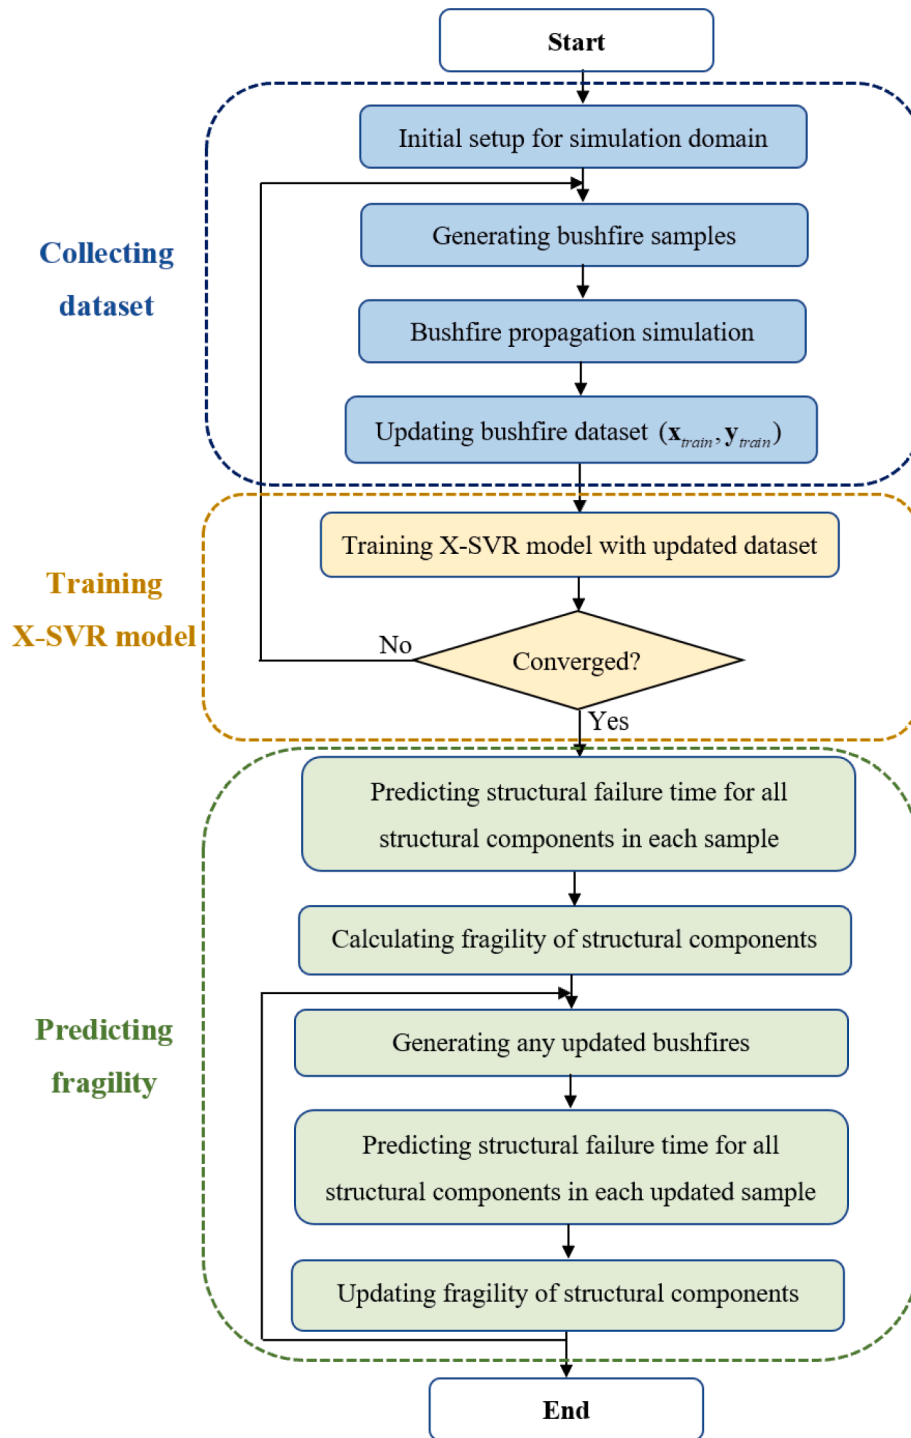 Start
Initial setup for simulation domain
Generating bushfire samples
Collecting
dataset
Bushfire propagation simulation
Updating bushfire dataset (x_train, y_train)
Training X-SVR model with updated dataset
Training
X-SVR model
No
Converged?
Yes
Predicting structural failure time for all
structural components in each sample
Calculating fragility of structural components
Predicting
fragility
Generating any updated bushfires
Predicting structural failure time for all
structural components in each updated sample
Updating fragility of structural components
End